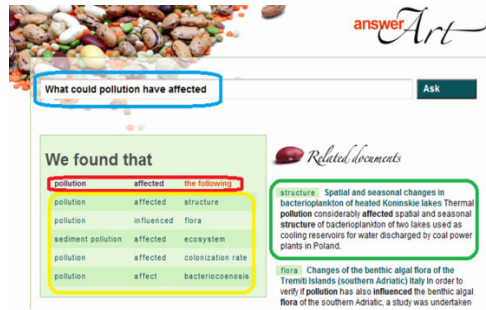 answerArt
What could pollution have affected
Ask
We found that
pollution affected the following
pollution affected structure
pollution influenced flora
sediment pollution affected ecosystem
pollution affected colonization rate
pollution affect bacteriocoenosis
Related documents
structure Spatial and seasonal changes in
bacterioplankton of heated Koninskie lakes Thermal
pollution considerably affected spatial and seasonal
structure of bacterioplankton of two lakes used as
cooling reservoirs for water discharged by coal power
plants in Poland.
flora Changes of the benthic algal flora of the
Tremiti Islands (southern Adriatic) Italy In order to
verify if pollution has also influenced the benthic algal
flora of the southern Adriatic, a study was undertaken